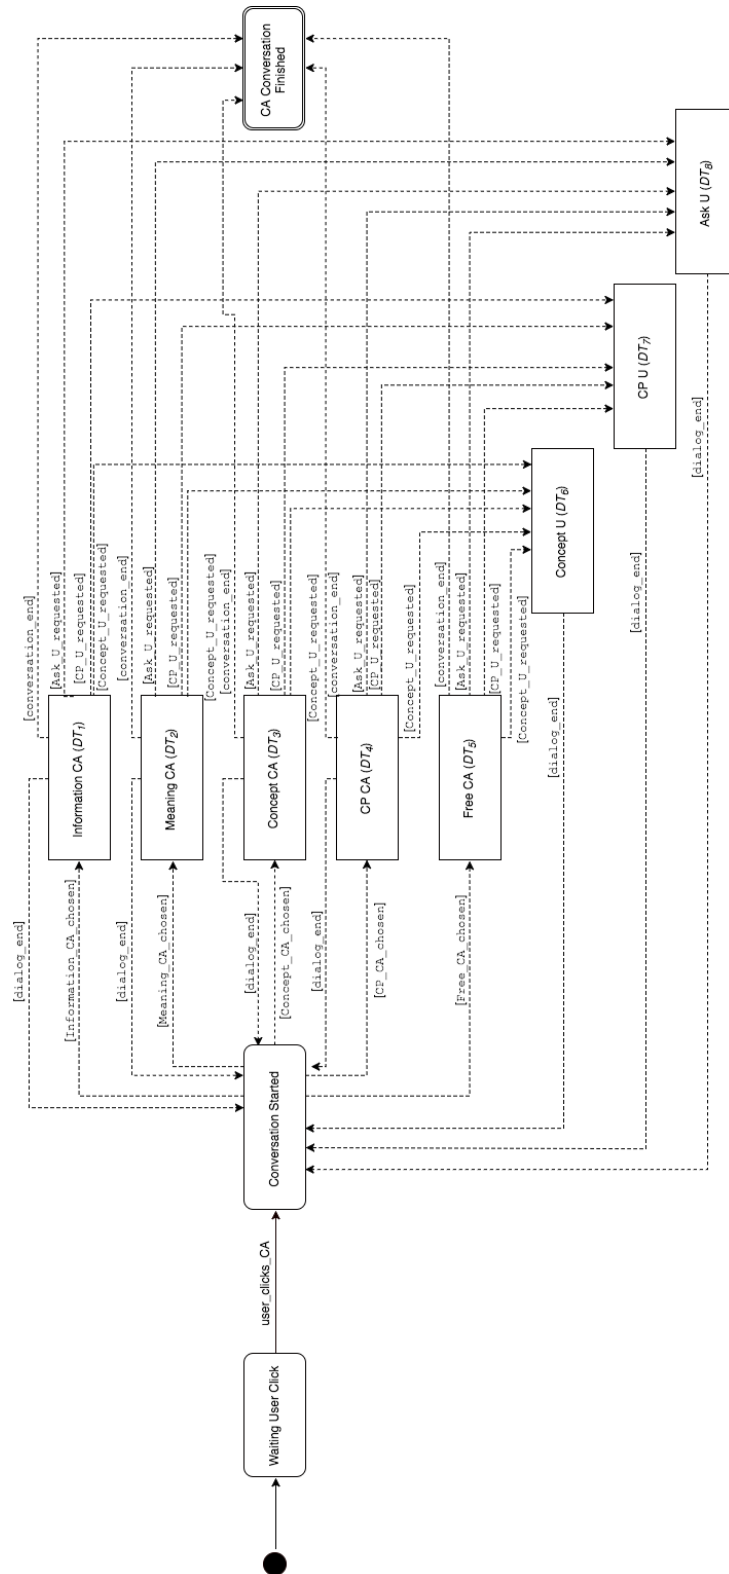 [dialog_end]
[conversation_end]
[Ask_U_requested]
[Information_CA_chosen]
Information CA (DT₁)
[CP_U_requested]
[Concept_U_requested]
[conversation_end]
[dialog_end]
[Ask_U_requested]
[Meaning_CA_chosen]
Meaning CA (DT₂)
[CP_U_requested]
[Concept_U_requested]
[conversation_end]
[dialog_end]
[Ask_U_requested]
Waiting User Click
user_clicks_CA
Conversation Started
[Concept_CA_chosen]
Concept CA (DT₃)
[CP_U_requested]
CA Conversation
Finished
[Concept_U_requested]
[dialog_end]
[conversation_end]
[Ask_U_requested]
[CP_CA_chosen]
CP CA (DT₄)
[CP_U_requested]
[Concept_U_requested]
[conversation_end]
[Free_CA_chosen]
[Ask_U_requested]
Free CA (DT₅)
[CP_U_requested]
[Concept_U_requested]
[dialog_end]
Concept U (DT₆)
[dialog_end]
CP U (DT₇)
[dialog_end]
Ask U (DT₈)